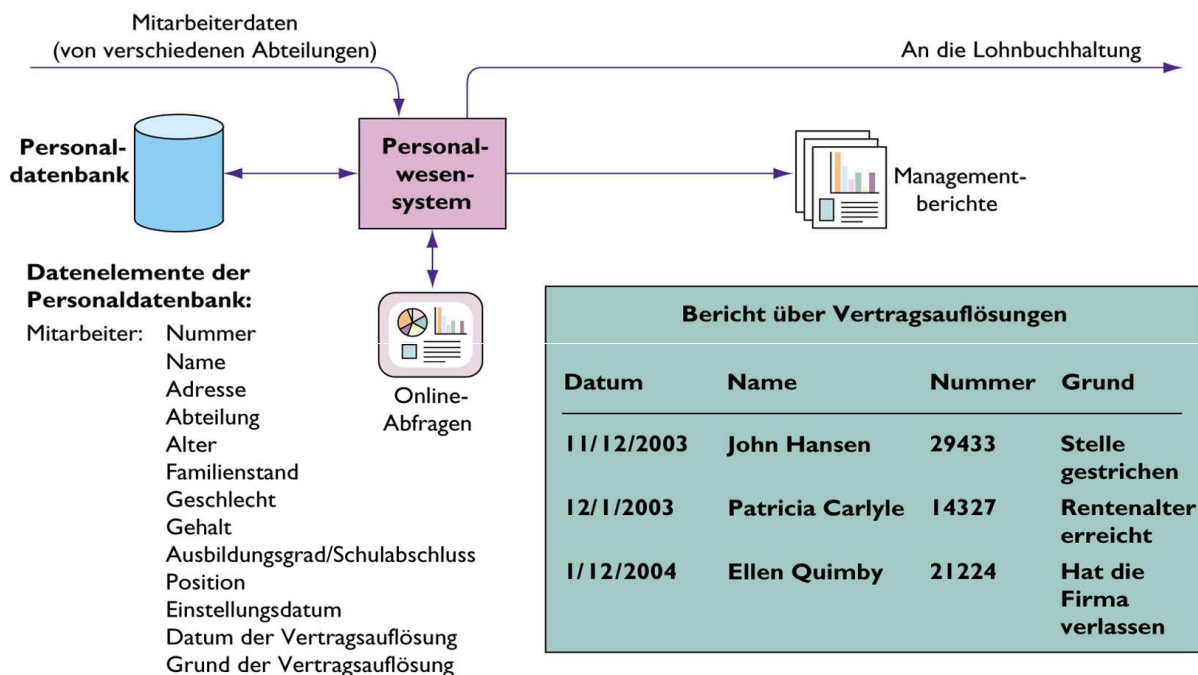 Mitarbeiterdaten
(von verschiedenen Abteilungen)
An die Lohnbuchhaltung
Personal-
datenbank
Personal-
wesen-
system
Management-
berichte
Datenelemente der
Personaldatenbank:
Mitarbeiter: Nummer
Name
Adresse
Abteilung
Alter
Familienstand
Geschlecht
Gehalt
Ausbildungsgrad/Schulabschluss
Position
Einstellungsdatum
Datum der Vertragsauflösung
Grund der Vertragsauflösung
Online-
Abfragen
Bericht über Vertragsauflösungen
Datum Name Nummer Grund
11/12/2003 John Hansen 29433 Stelle
gestrichen
12/1/2003 Patricia Carlyle 14327 Rentenalter
erreicht
1/12/2004 Ellen Quimby 21224 Hat die
Firma
verlassen